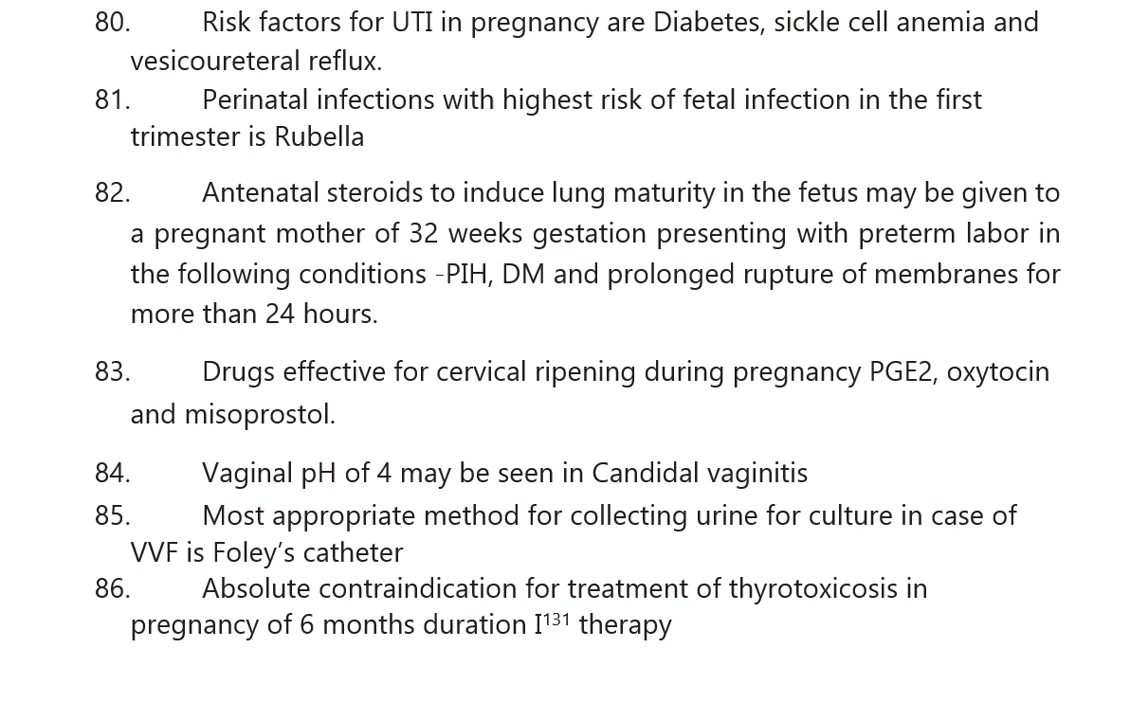 80. Risk factors for UTI in pregnancy are Diabetes, sickle cell anemia and
vesicoureteral reflux.
81. Perinatal infections with highest risk of fetal infection in the first
trimester is Rubella
82. Antenatal steroids to induce lung maturity in the fetus may be given to
a pregnant mother of 32 weeks gestation presenting with preterm labor in
the following conditions -PIH, DM and prolonged rupture of membranes for
more than 24 hours.
83. Drugs effective for cervical ripening during pregnancy PGE2, oxytocin
and misoprostol.
84. Vaginal pH of 4 may be seen in Candidal vaginitis
85. Most appropriate method for collecting urine for culture in case of
VVF is Foley’s catheter
86. Absolute contraindication for treatment of thyrotoxicosis in
pregnancy of 6 months duration I¹³¹ therapy